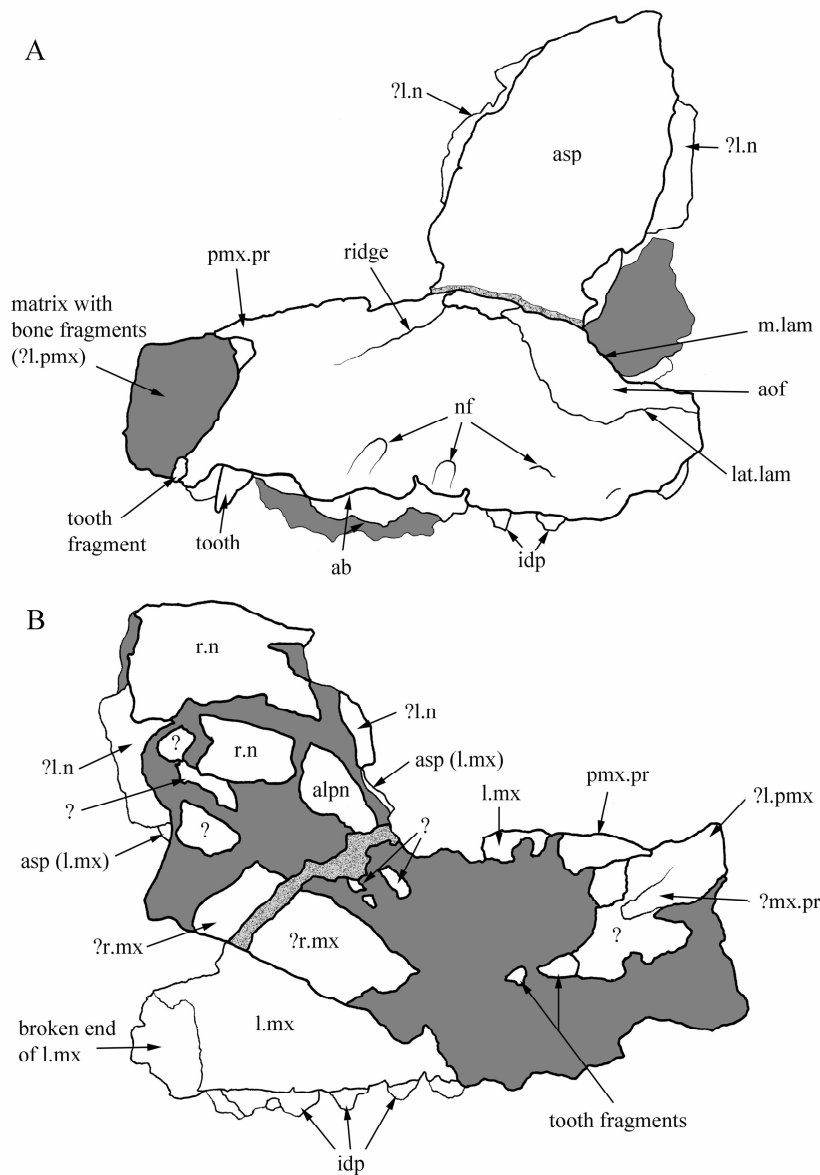 A
?l.n
asp
?l.n
pmx.pr
ridge
matrix with
bone fragments
(?l.pmx)
m.lam
aof
nf
lat.lam
tooth
fragment
tooth
ab
idp
B
r.n
?l.n
?
r.n
?l.n
asp (l.mx)
?
alpn
l.mx
pmx.pr
?l.pmx
?
?
asp (l.mx)
?mx.pr
?r.mx
?r.mx
?
broken end
of l.mx
l.mx
tooth fragments
idp